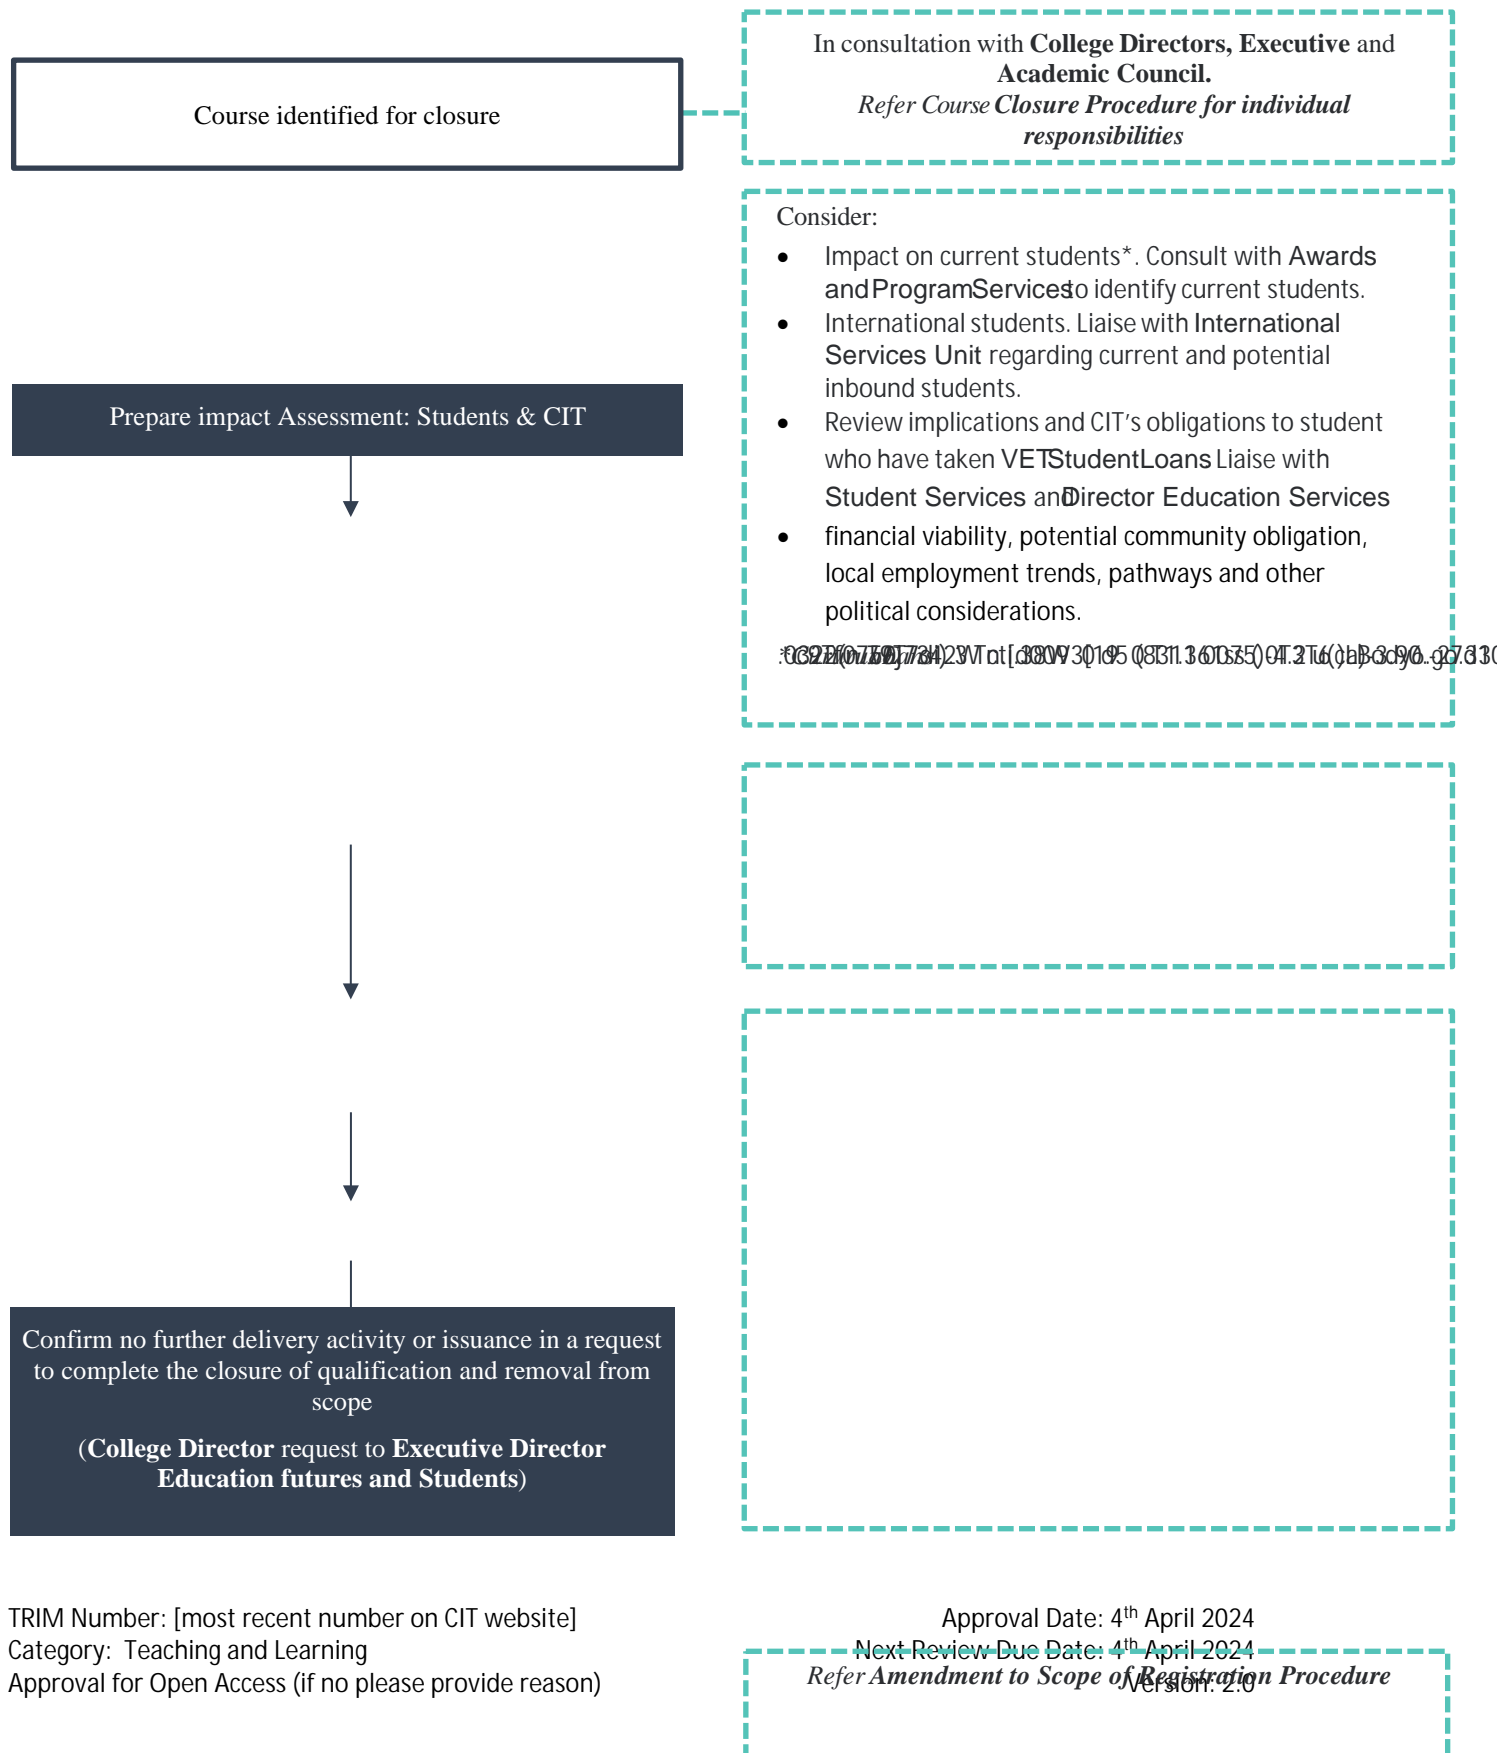 In consultation with College Directors, Executive and
Academic Council.
Refer Course Closure Procedure for individual
responsibilities
Course identified for closure
Consider:
• Impact on current students*. Consult with Awards
and Program Services to identify current students.
• International students. Liaise with International
Services Unit regarding current and potential
inbound students.
• Review implications and CIT's obligations to student
who have taken VET Student Loans Liaise with
Student Services and Director Education Services
• financial viability, potential community obligation,
local employment trends, pathways and other
political considerations.
Prepare impact Assessment: Students & CIT
Confirm no further delivery activity or issuance in a request
to complete the closure of qualification and removal from
scope
(College Director request to Executive Director
Education futures and Students)
TRIM Number: [most recent number on CIT website]
Category: Teaching and Learning
Approval for Open Access (if no please provide reason)
Approval Date: 4th April 2024
Next Review Due Date: 4th April 2024
Version: 2.0
Refer Amendment to Scope of Registration Procedure